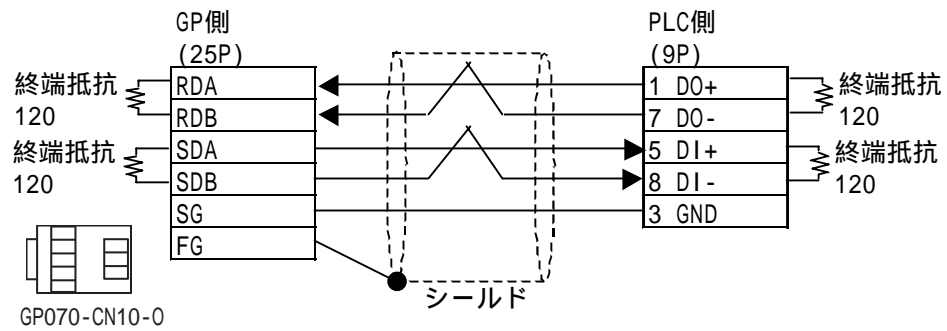 GP側
(25P)
PLC側
(9P)
終端抵抗
120
終端抵抗
120
RDA
RDB
SDA
SDB
SG
FG
1 DO+
7 DO-
5 DI+
8 DI-
3 GND
終端抵抗
120
終端抵抗
120
シールド
GP070-CN10-O